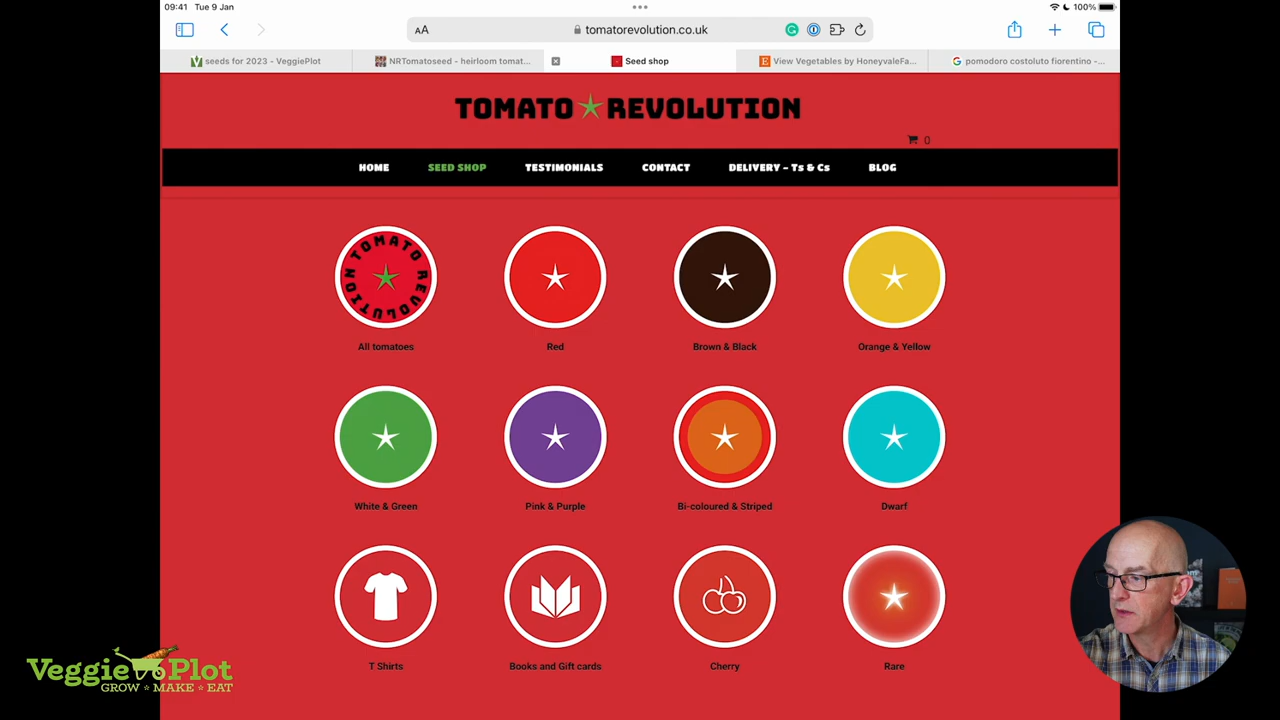 09:41 Tue 9 Jan
100%
AA
tomatorevolution.co.uk
seeds for 2023 - VeggiePlot
NRTomatoseed - heirloom tomat...
Seed shop
View Vegetables by HoneyvaleFa...
pomodoro costoluto fiorentino -...
TOMATO REVOLUTION
0
HOME
SEED SHOP
TESTIMONIALS
CONTACT
DELIVERY – Ts & Cs
BLOG
TOMATO REVOLUTION
All tomatoes
Red
Brown & Black
Orange & Yellow
White & Green
Pink & Purple
Bi-coloured & Striped
Dwarf
T Shirts
Books and Gift cards
Cherry
Rare
Veggie Plot
GROW ★ MAKE ★ EAT